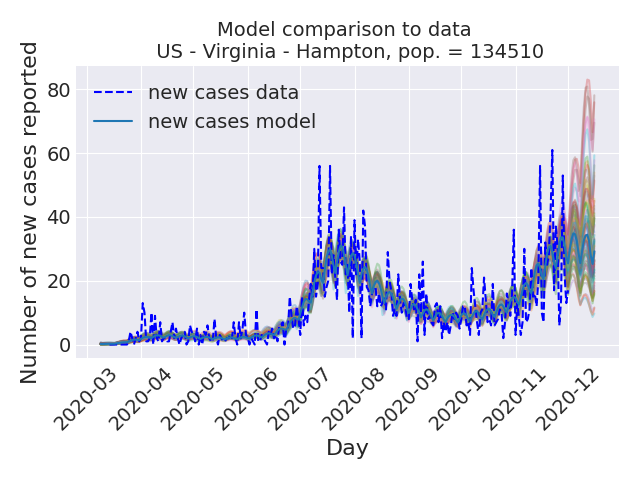 Model comparison to data
US - Virginia - Hampton, pop. = 134510
Number of new cases reported
80
60
40
20
0
new cases data
new cases model
2020-03
2020-04
2020-05
2020-06
2020-07
2020-08
2020-09
2020-10
2020-11
2020-12
Day